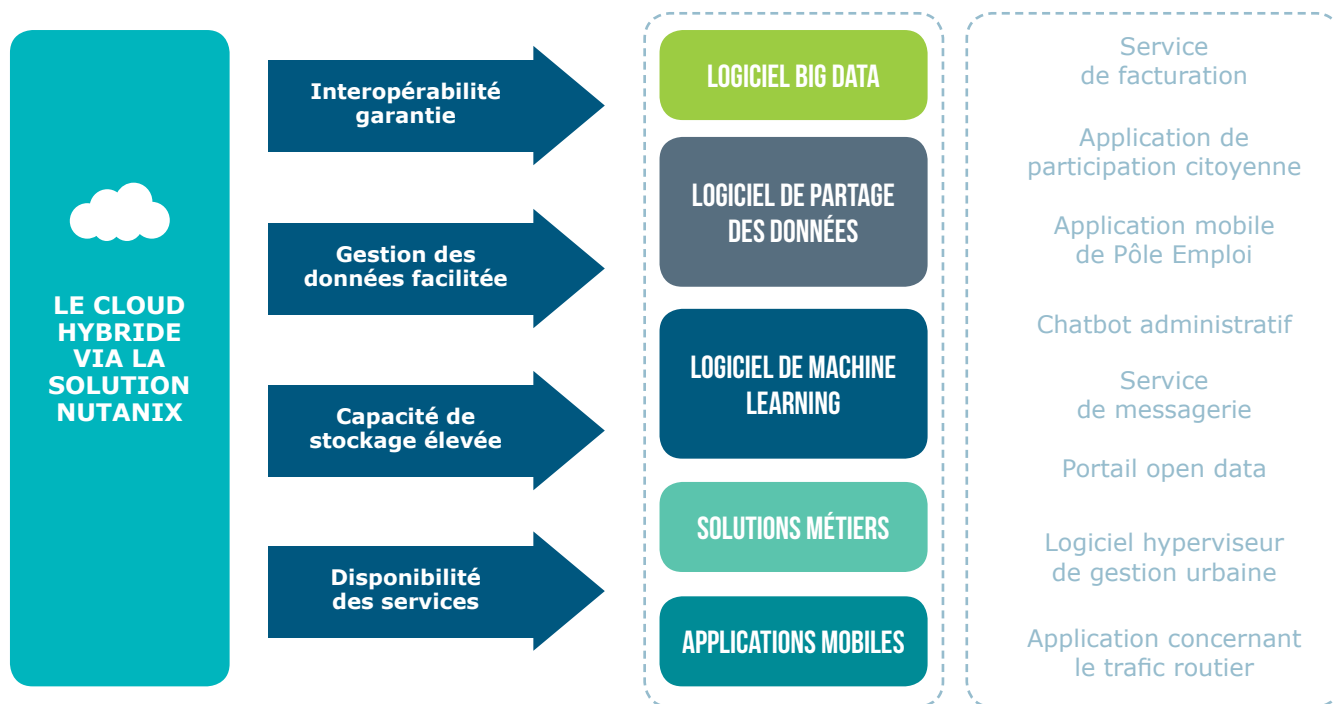 LE CLOUD
HYBRIDE
VIA LA
SOLUTION
NUTANIX
Interopérabilité
garantie
Gestion des
données facilitée
Capacité de
stockage élevée
Disponibilité
des services
LOGICIEL BIG DATA
LOGICIEL DE PARTAGE
DES DONNÉES
LOGICIEL DE MACHINE
LEARNING
SOLUTIONS MÉTIERS
APPLICATIONS MOBILES
Service
de facturation
Application de
participation citoyenne
Application mobile
de Pôle Emploi
Chatbot administratif
Service
de messagerie
Portail open data
Logiciel hyperviseur
de gestion urbaine
Application concernant
le trafic routier